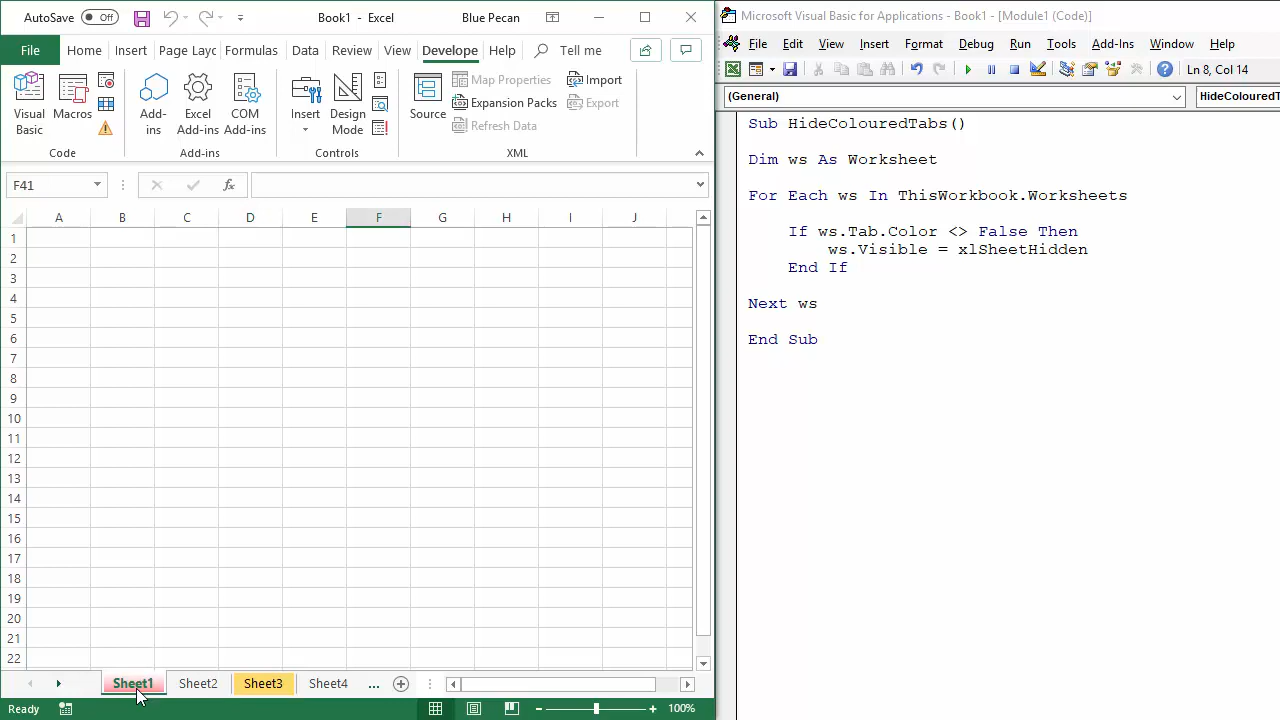 AutoSave Off Book1 - Excel Blue Pecan
File Home Insert Page Layc Formulas Data Review View Develope Help Tell me
Visual Basic Macros Add-ins Excel Add-ins COM Add-ins Insert Design Mode Source Map Properties Import
Expansion Packs Export
Refresh Data
Code Add-ins Controls XML
F41 fx
A B C D E F G H I J
1
2
3
4
5
6
7
8
9
10
11
12
13
14
15
16
17
18
19
20
21
22
Sheet1 Sheet2 Sheet3 Sheet4 ...
Ready 100%
Microsoft Visual Basic for Applications - Book1 - [Module1 (Code)]
File Edit View Insert Format Debug Run Tools Add-Ins Window Help
Ln 8, Col 14
(General) HideColouredT
Sub HideColouredTabs()
Dim ws As Worksheet
For Each ws In ThisWorkbook.Worksheets
If ws.Tab.Color <> False Then
ws.Visible = xlSheetHidden
End If
Next ws
End Sub